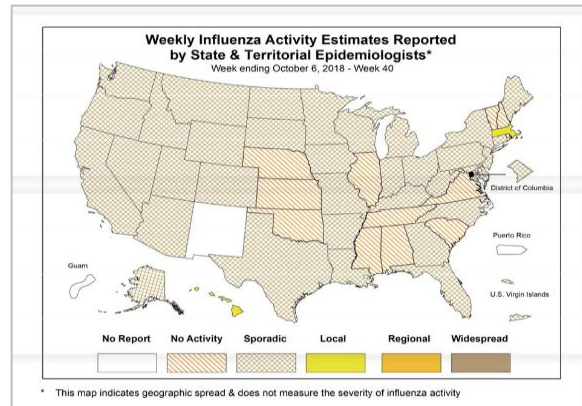 Weekly Influenza Activity Estimates Reported
by State & Territorial Epidemiologists*
Week ending October 6, 2018 - Week 40
District of Columbia
Puerto Rico
Guam
U.S. Virgin Islands
No Report No Activity Sporadic Local Regional Widespread
* This map indicates geographic spread & does not measure the severity of influenza activity